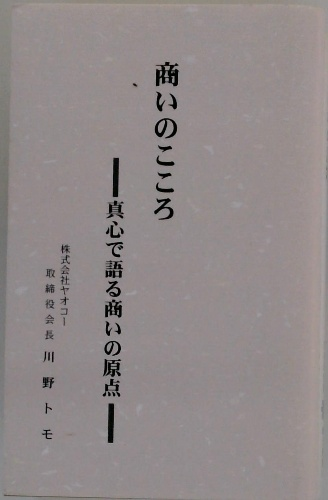 商いのこころ
―真心で語る商いの原点―
株式会社ヤオコー
取締役会長 川野トモ